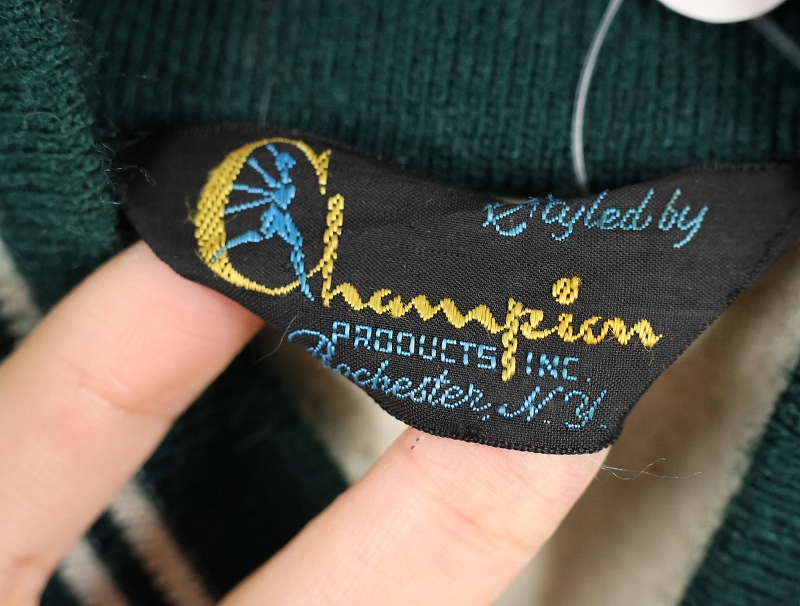 Styled by
Champion
PRODUCTS INC.
Rochester, N.Y.